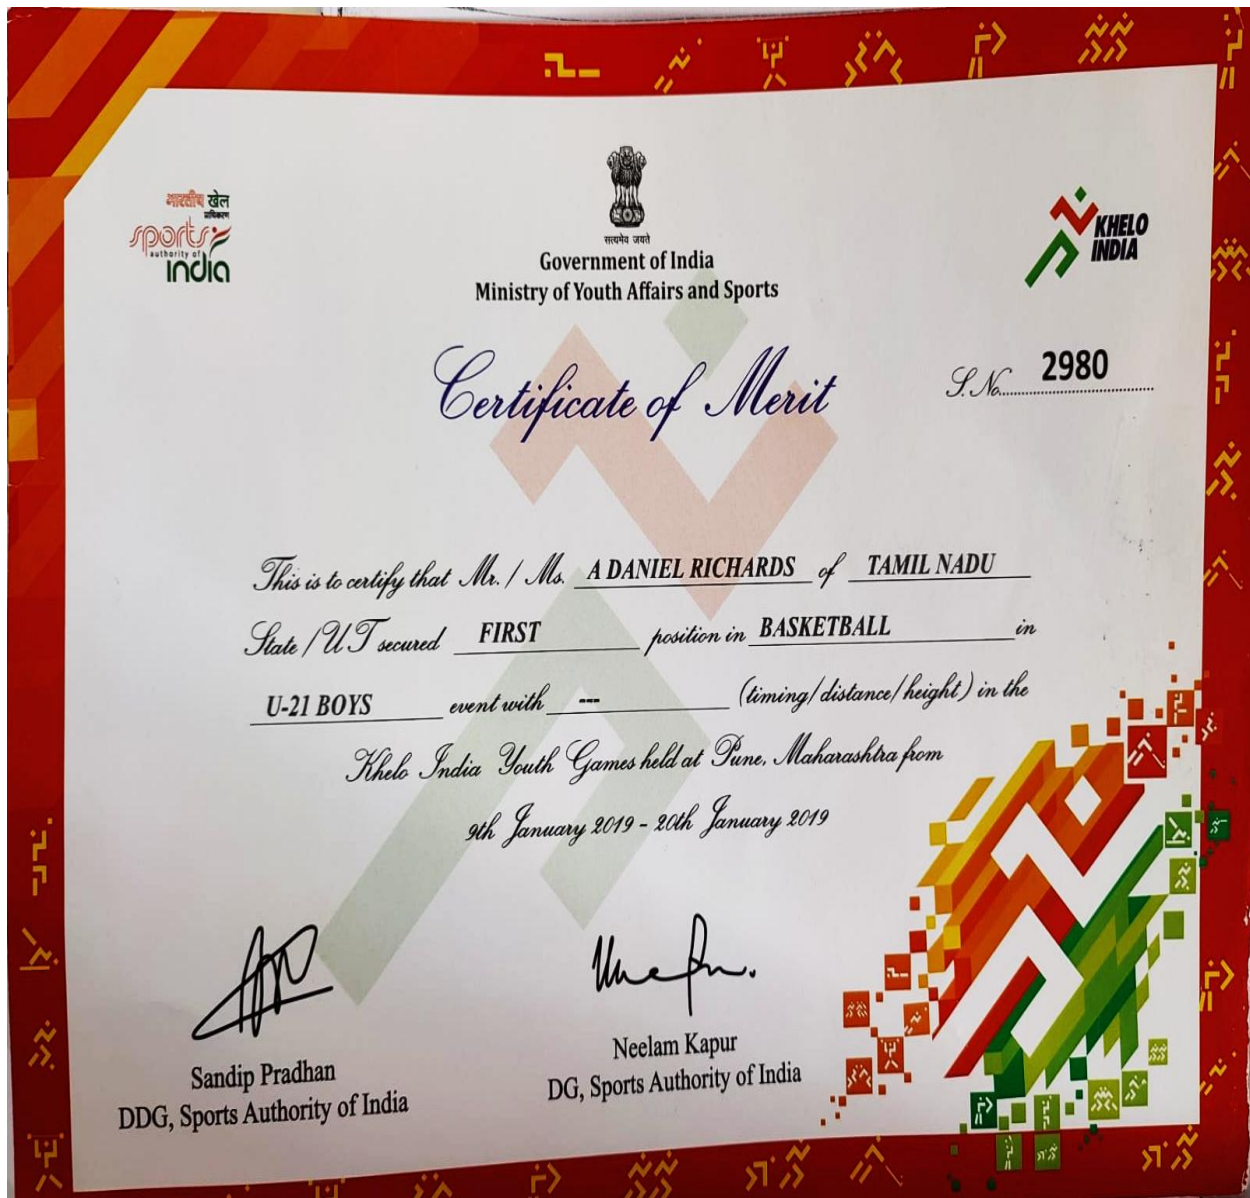 भारतीय खेल
प्राधिकरण
sports
authority of
india
सत्यमेव जयते
Government of India
Ministry of Youth Affairs and Sports
KHELO
INDIA
Certificate of Merit
S. No. 2980
This is to certify that Mr. / Ms. A DANIEL RICHARDS of TAMIL NADU
State / UT secured FIRST position in BASKETBALL in
U-21 BOYS event with --- (timing/distance/height) in the
Khelo India Youth Games held at Pune, Maharashtra from
9th January 2019 - 20th January 2019
Sandip Pradhan
DDG, Sports Authority of India
Neelam Kapur
DG, Sports Authority of India